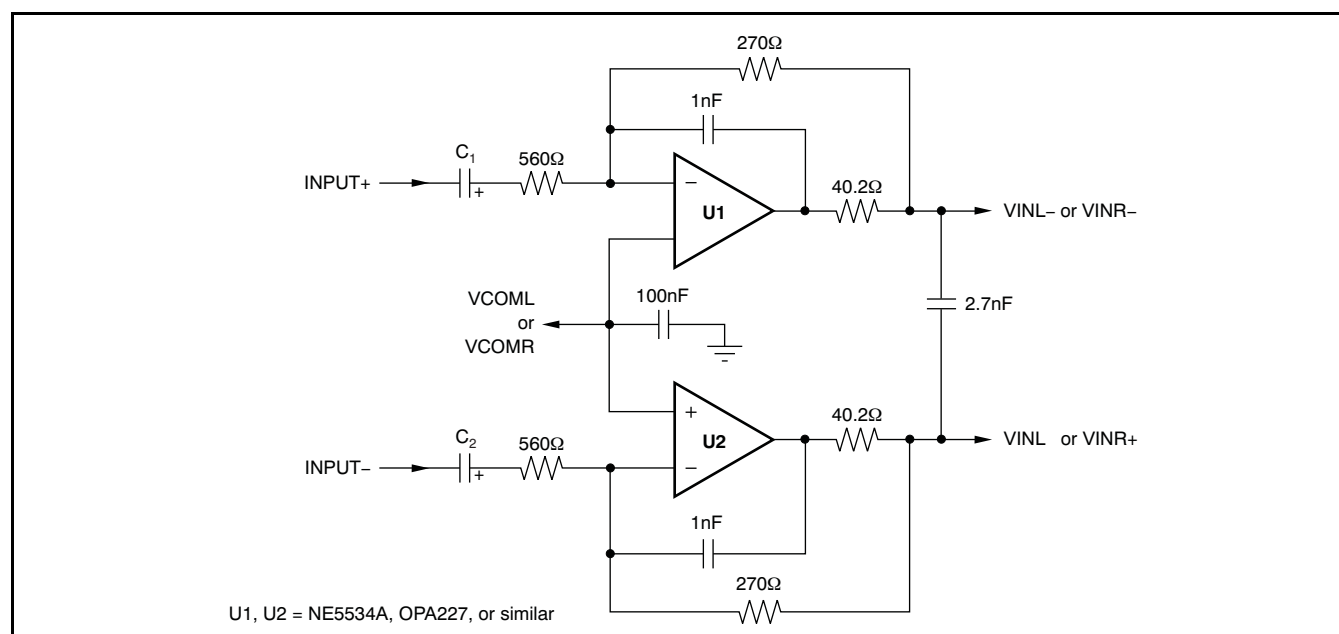 270Ω
1nF
C₁
560Ω
INPUT+
+
−
U1
40.2Ω
VINL− or VINR−
VCOML
or
VCOMR
100nF
2.7nF
C₂
560Ω
INPUT−
+
+
U2
−
40.2Ω
VINL or VINR+
1nF
270Ω
U1, U2 = NE5534A, OPA227, or similar